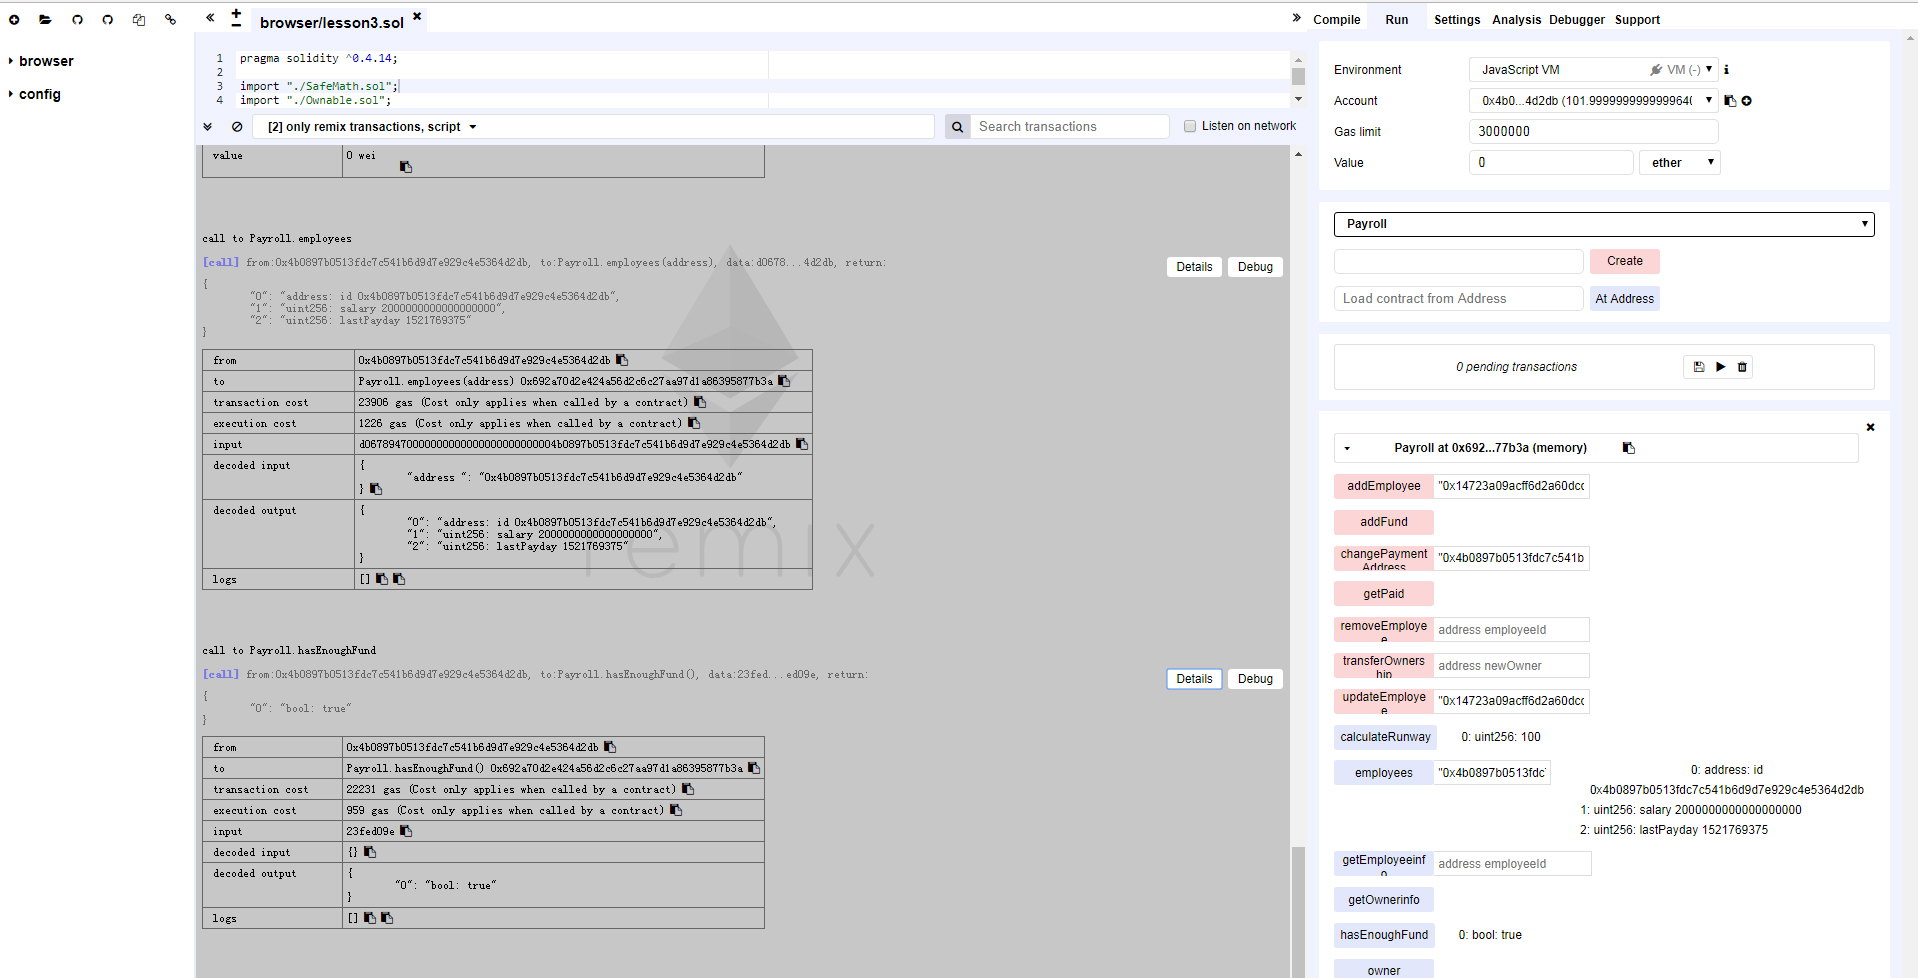 browser/lesson3.sol
Compile Run Settings Analysis Debugger Support
browser
config
1 pragma solidity ^0.4.14;
2
3 import "./SafeMath.sol";
4 import "./Ownable.sol";
[2] only remix transactions, script
Search transactions
Listen on network
value 0 wei
call to Payroll.employees
[call] from:0x4b0897b0513fdc7c541b6d9d7e929c4e5364d2db, to:Payroll.employees(address), data:d0678...4d2db, return:
Details Debug
{
"0": "address: id 0x4b0897b0513fdc7c541b6d9d7e929c4e5364d2db",
"1": "uint256: salary 2000000000000000000",
"2": "uint256: lastPayday 1521769375"
}
from 0x4b0897b0513fdc7c541b6d9d7e929c4e5364d2db
to Payroll.employees(address) 0x692a70d2e424a56d2c6c27aa97d1a86395877b3a
transaction cost 23906 gas (Cost only applies when called by a contract)
execution cost 1226 gas (Cost only applies when called by a contract)
input d06789470000000000000000000000004b0897b0513fdc7c541b6d9d7e929c4e5364d2db
decoded input {
"address ": "0x4b0897b0513fdc7c541b6d9d7e929c4e5364d2db"
}
decoded output {
"0": "address: id 0x4b0897b0513fdc7c541b6d9d7e929c4e5364d2db",
"1": "uint256: salary 2000000000000000000",
"2": "uint256: lastPayday 1521769375"
}
logs []
remix
call to Payroll.hasEnoughFund
[call] from:0x4b0897b0513fdc7c541b6d9d7e929c4e5364d2db, to:Payroll.hasEnoughFund(), data:23fed...ed09e, return:
Details Debug
{
"0": "bool: true"
}
from 0x4b0897b0513fdc7c541b6d9d7e929c4e5364d2db
to Payroll.hasEnoughFund() 0x692a70d2e424a56d2c6c27aa97d1a86395877b3a
transaction cost 22231 gas (Cost only applies when called by a contract)
execution cost 959 gas (Cost only applies when called by a contract)
input 23fed09e
decoded input {}
decoded output {
"0": "bool: true"
}
logs []
Environment JavaScript VM VM (-)
Account 0x4b0...4d2db (101.999999999999964
Gas limit 3000000
Value 0 ether
Payroll
Create
Load contract from Address At Address
0 pending transactions
Payroll at 0x692...77b3a (memory)
addEmployee "0x14723a09acff6d2a60dcc
addFund
changePayment
Address "0x4b0897b0513fdc7c541b
getPaid
removeEmploye
e address employeeId
transferOwners
hip address newOwner
updateEmploye
e "0x14723a09acff6d2a60dcc
calculateRunway 0: uint256: 100
employees "0x4b0897b0513fdc
0: address: id
0x4b0897b0513fdc7c541b6d9d7e929c4e5364d2db
1: uint256: salary 2000000000000000000
2: uint256: lastPayday 1521769375
getEmployeeinf
o address employeeId
getOwnerinfo
hasEnoughFund 0: bool: true
owner